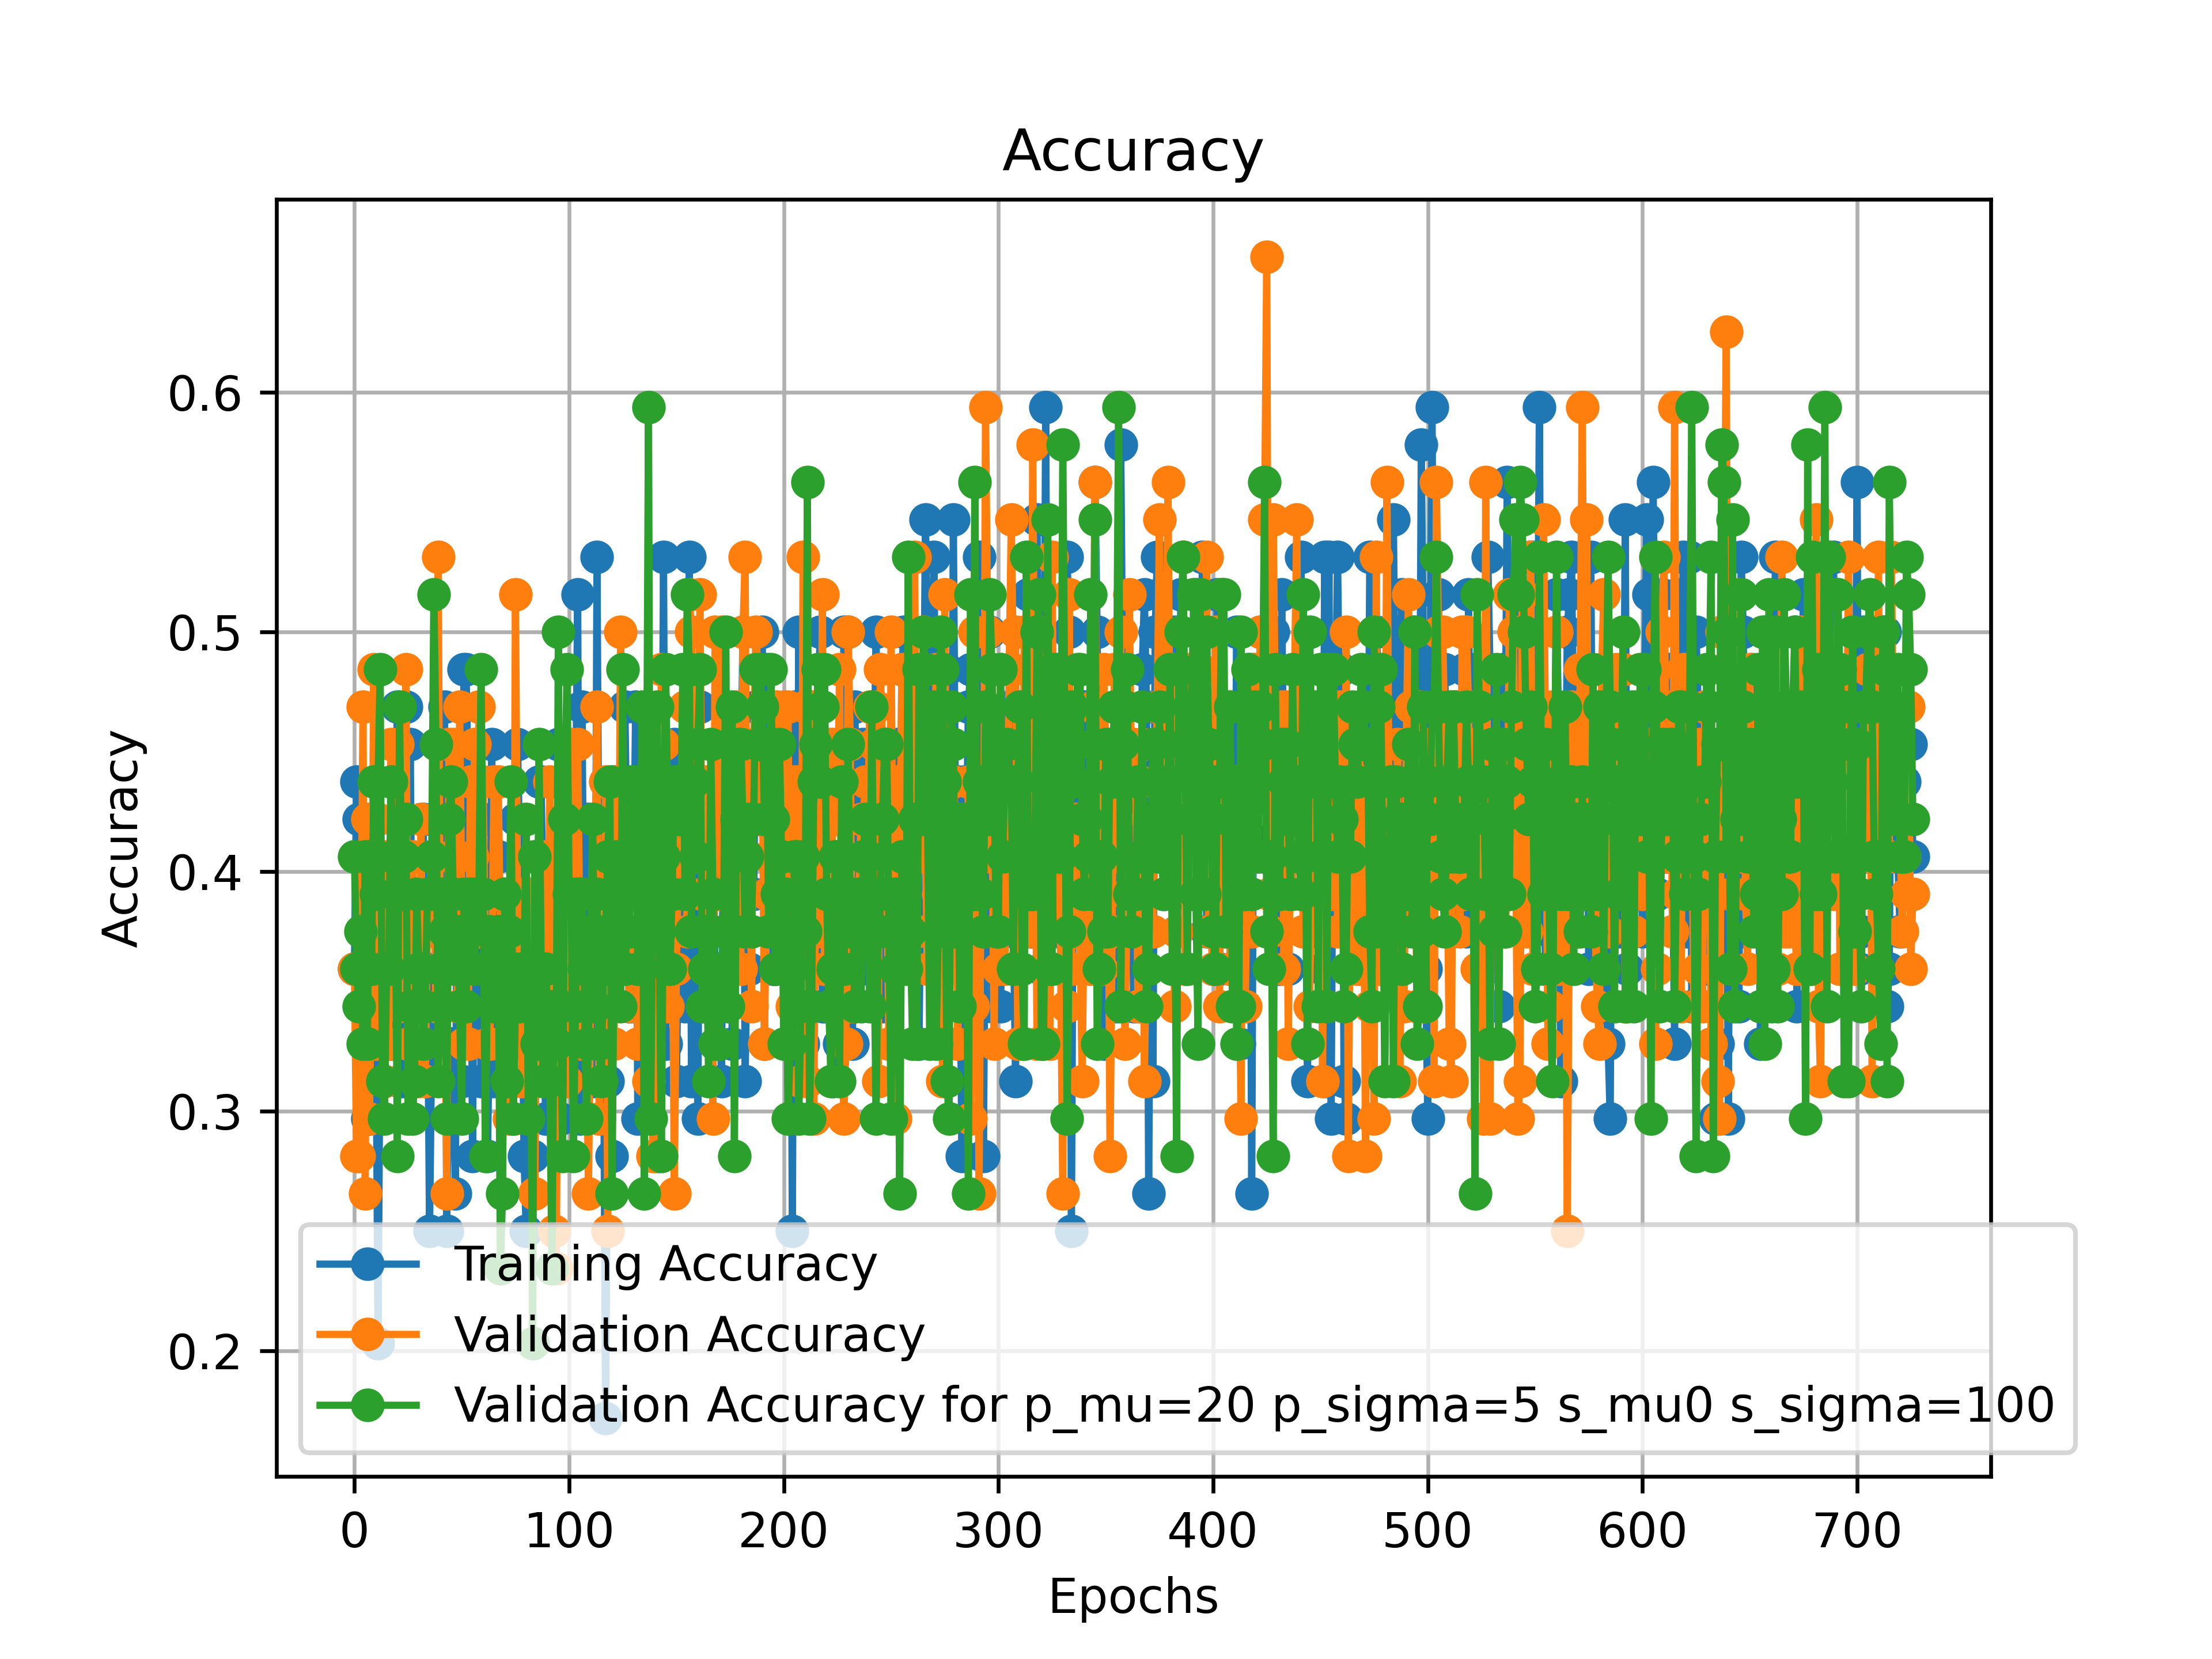 Accuracy
Accuracy
0.6
0.5
0.4
0.3
0.2
Training Accuracy
Validation Accuracy
Validation Accuracy for p_mu=20 p_sigma=5 s_mu0 s_sigma=100
0 100 200 300 400 500 600 700
Epochs